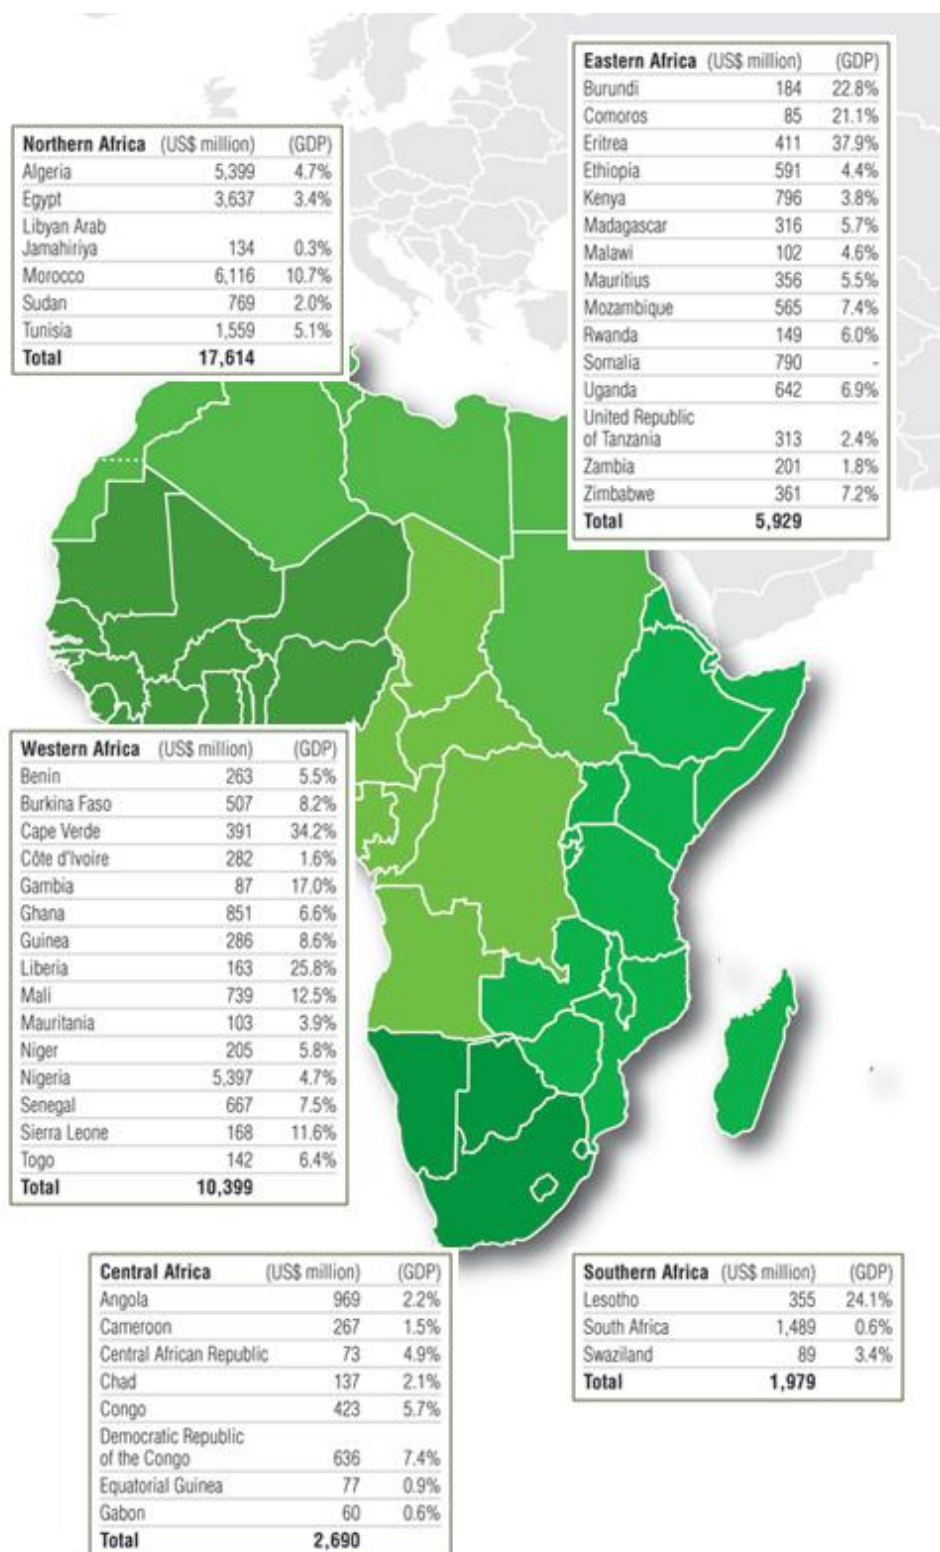 Eastern Africa (US$ million) (GDP)
Burundi 184 22.8%
Comoros 85 21.1%
Eritrea 411 37.9%
Ethiopia 591 4.4%
Kenya 796 3.8%
Madagascar 316 5.7%
Malawi 102 4.6%
Mauritius 356 5.5%
Mozambique 565 7.4%
Rwanda 149 6.0%
Somalia 790 -
Uganda 642 6.9%
United Republic
of Tanzania 313 2.4%
Zambia 201 1.8%
Zimbabwe 361 7.2%
Total 5,929
Northern Africa (US$ million) (GDP)
Algeria 5,399 4.7%
Egypt 3,637 3.4%
Libyan Arab
Jamahiriya 134 0.3%
Morocco 6,116 10.7%
Sudan 769 2.0%
Tunisia 1,559 5.1%
Total 17,614
Western Africa (US$ million) (GDP)
Benin 263 5.5%
Burkina Faso 507 8.2%
Cape Verde 391 34.2%
Côte d'Ivoire 282 1.6%
Gambia 87 17.0%
Ghana 851 6.6%
Guinea 286 8.6%
Liberia 163 25.8%
Mali 739 12.5%
Mauritania 103 3.9%
Niger 205 5.8%
Nigeria 5,397 4.7%
Senegal 667 7.5%
Sierra Leone 168 11.6%
Togo 142 6.4%
Total 10,399
Central Africa (US$ million) (GDP)
Angola 969 2.2%
Cameroon 267 1.5%
Central African Republic 73 4.9%
Chad 137 2.1%
Congo 423 5.7%
Democratic Republic
of the Congo 636 7.4%
Equatorial Guinea 77 0.9%
Gabon 60 0.6%
Total 2,690
Southern Africa (US$ million) (GDP)
Lesotho 355 24.1%
South Africa 1,489 0.6%
Swaziland 89 3.4%
Total 1,979